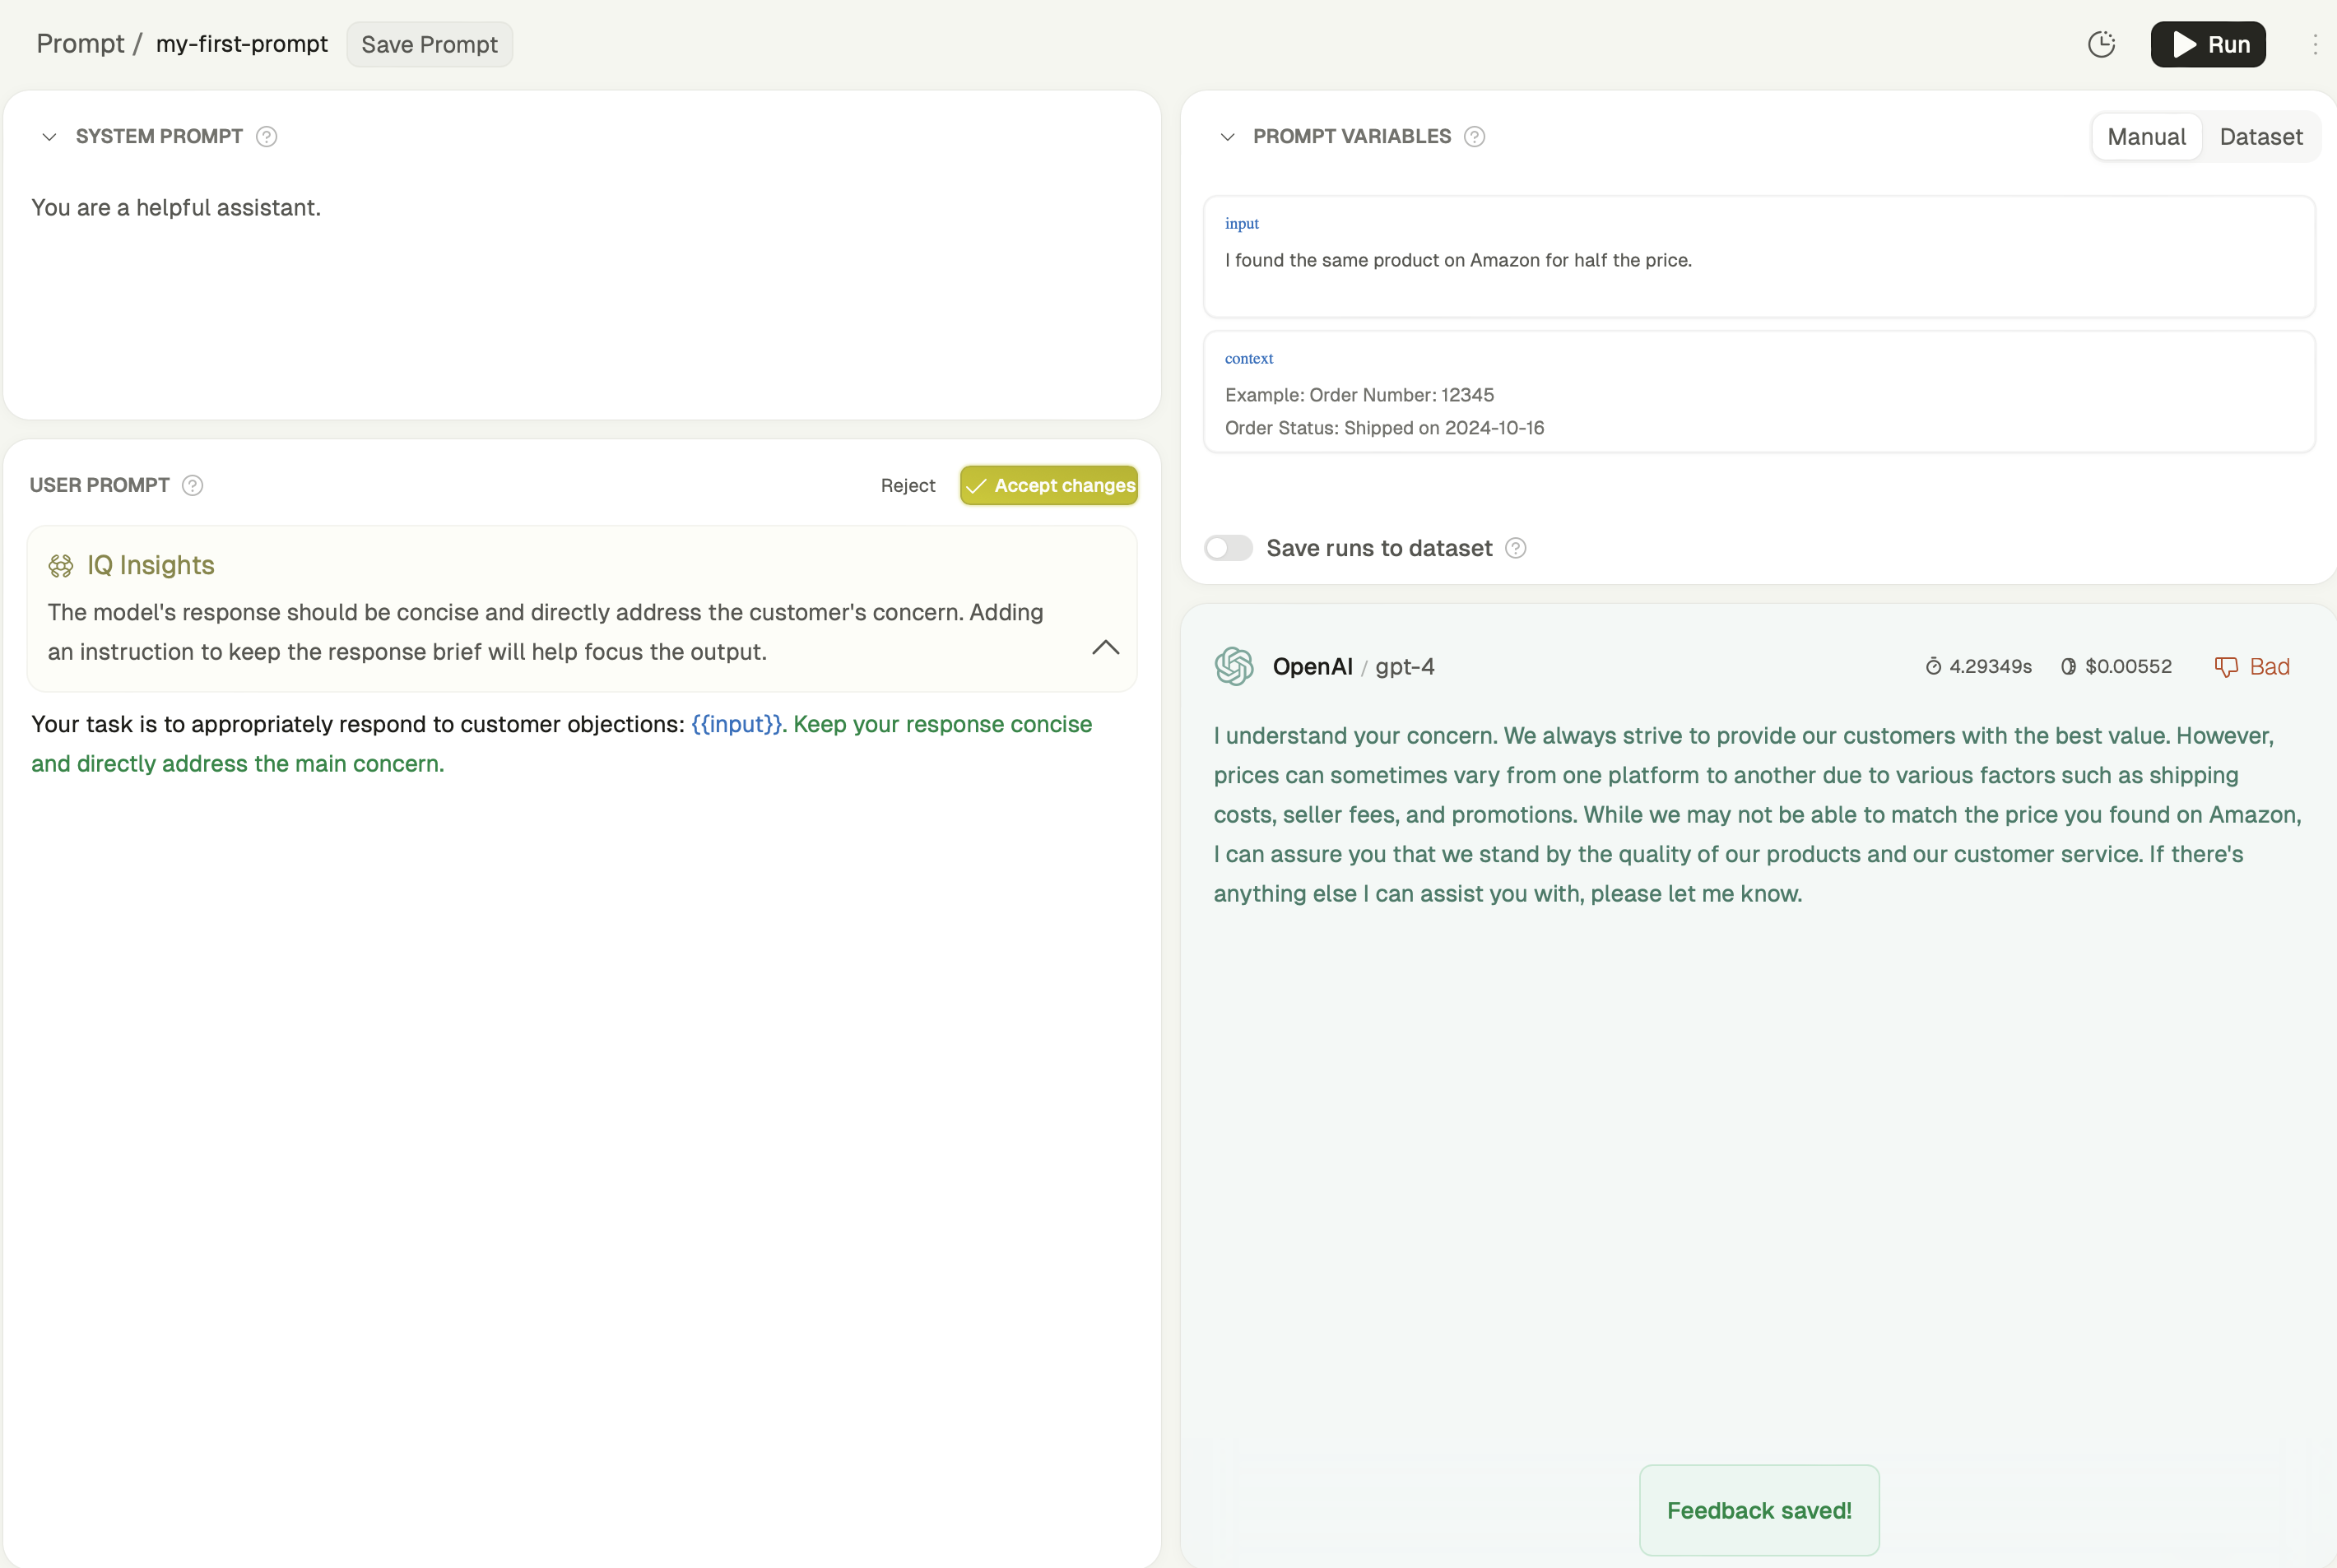 Prompt / my-first-prompt Save Prompt
Run
SYSTEM PROMPT ?
You are a helpful assistant.
USER PROMPT ?
Reject Accept changes
IQ Insights
The model's response should be concise and directly address the customer's concern. Adding
an instruction to keep the response brief will help focus the output.
Your task is to appropriately respond to customer objections: {{input}}. Keep your response concise
and directly address the main concern.
PROMPT VARIABLES ?
Manual Dataset
input
I found the same product on Amazon for half the price.
context
Example: Order Number: 12345
Order Status: Shipped on 2024-10-16
Save runs to dataset ?
OpenAI / gpt-4 4.29349s $0.00552 Bad
I understand your concern. We always strive to provide our customers with the best value. However,
prices can sometimes vary from one platform to another due to various factors such as shipping
costs, seller fees, and promotions. While we may not be able to match the price you found on Amazon,
I can assure you that we stand by the quality of our products and our customer service. If there's
anything else I can assist you with, please let me know.
Feedback saved!